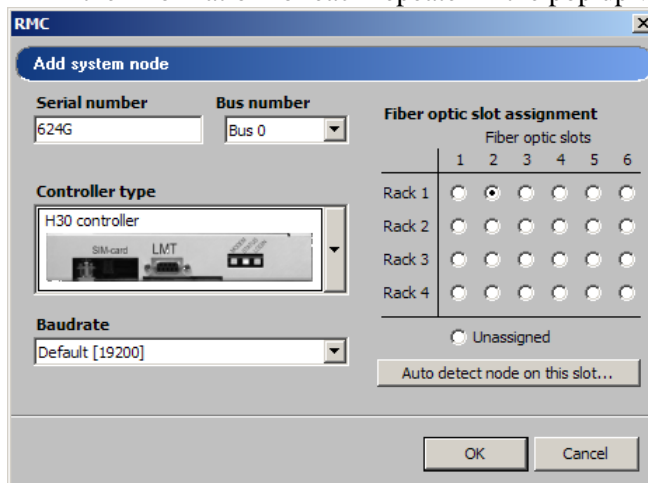 RMC
Add system node
Serial number
624G
Bus number
Bus 0
Controller type
H30 controller
SIM-card
LMT
Baudrate
Default [19200]
Fiber optic slot assignment
Fiber optic slots
1 2 3 4 5 6
Rack 1
Rack 2
Rack 3
Rack 4
Unassigned
Auto detect node on this slot...
OK
Cancel